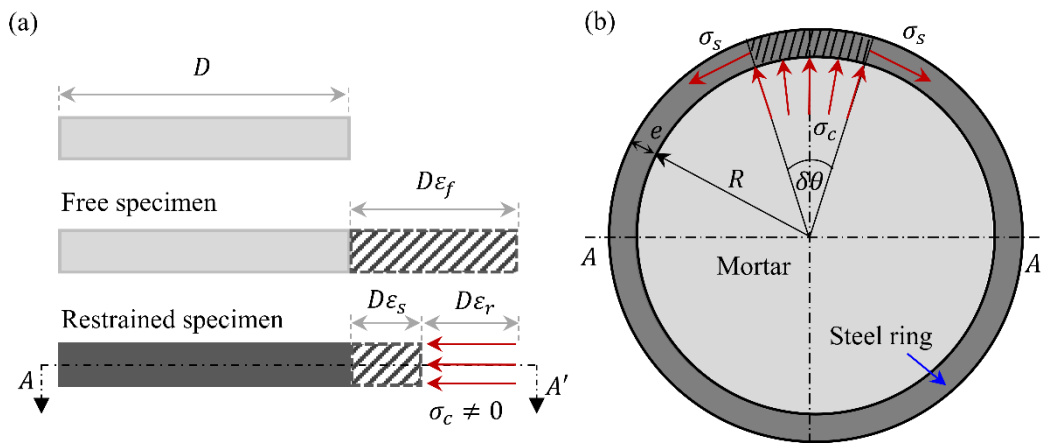 (a)
D
Dε_f
Free specimen
Dε_s
Dε_r
Restrained specimen
A
A′
σ_c ≠ 0
(b)
σ_s
σ_s
σ_c
e
δθ
R
A
A
Mortar
Steel ring